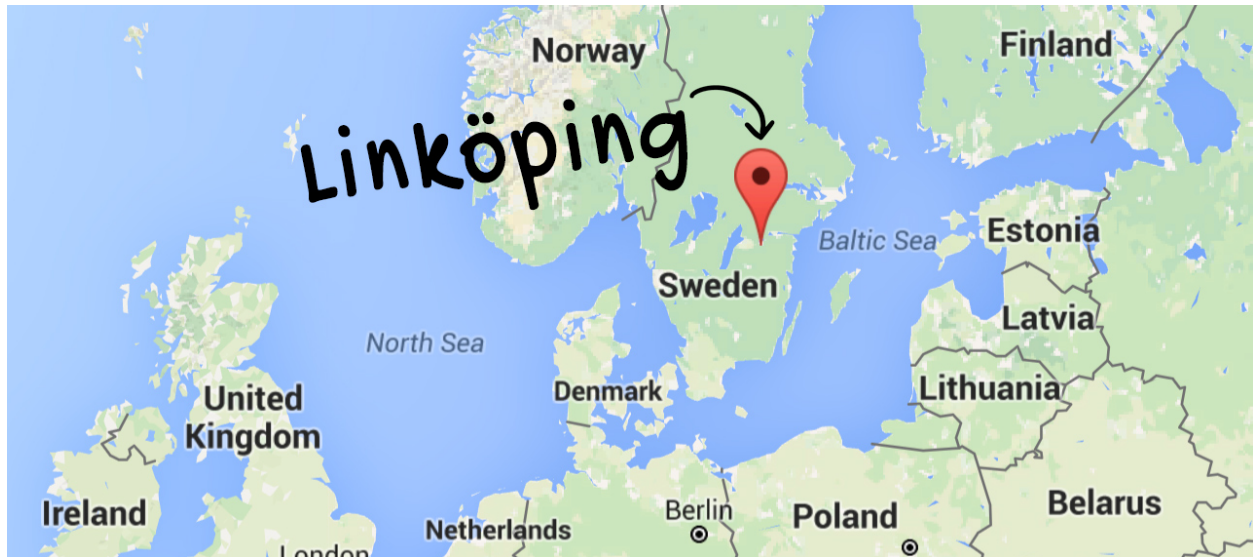 Norway
Finland
Linköping
Baltic Sea
Estonia
Sweden
Latvia
North Sea
Denmark
Lithuania
United
Kingdom
Ireland
Netherlands
Berlin
Poland
Belarus
London